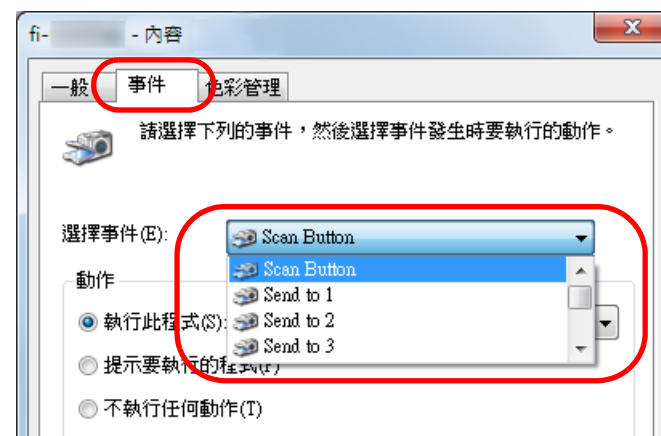 fi- - 內容
一般 事件 色彩管理
請選擇下列的事件，然後選擇事件發生時要執行的動作。
選擇事件(E): Scan Button
Scan Button
Send to 1
Send to 2
Send to 3
動作
執行此程式(S):
提示要執行的程式(P)
不執行任何動作(T)